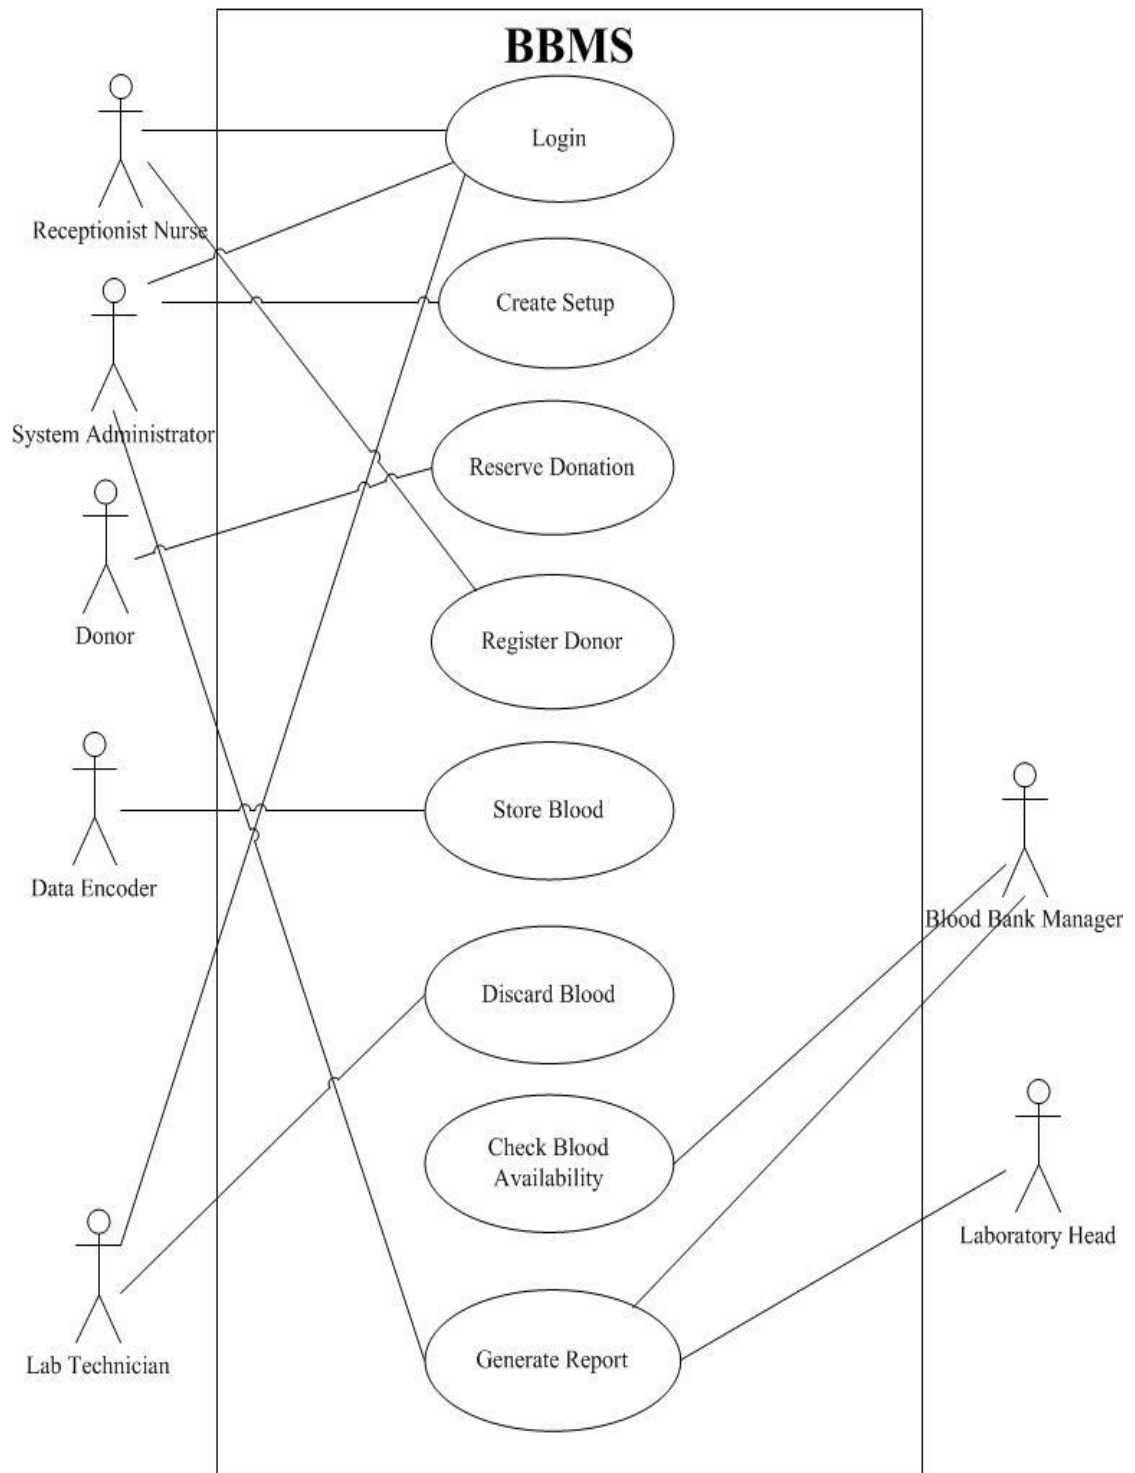 BBMS
Login
Receptionist Nurse
Create Setup
System Administrator
Reserve Donation
Donor
Register Donor
Store Blood
Data Encoder
Blood Bank Manager
Discard Blood
Check Blood
Availability
Laboratory Head
Generate Report
Lab Technician